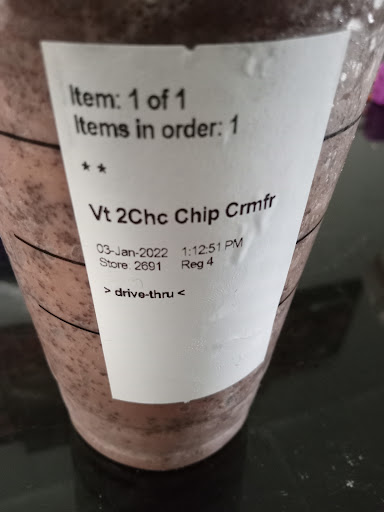 Item: 1 of 1
Items in order: 1
* *
Vt 2Chc Chip Crmfr
03-Jan-2022 1:12:51 PM
Store: 2691 Reg 4
> drive-thru <